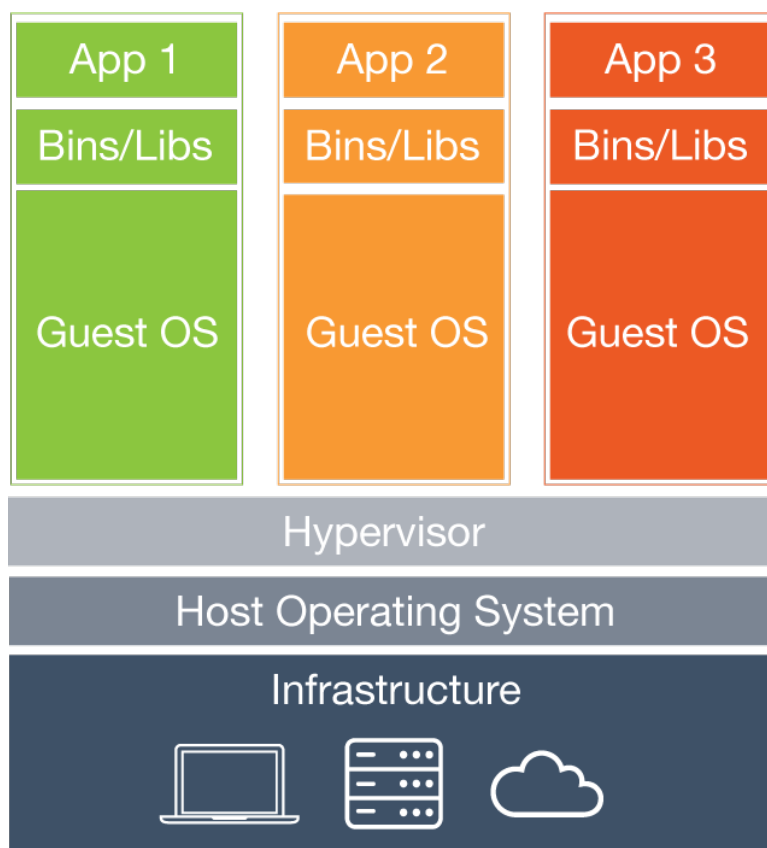 App 1
App 2
App 3
Bins/Libs
Bins/Libs
Bins/Libs
Guest OS
Guest OS
Guest OS
Hypervisor
Host Operating System
Infrastructure